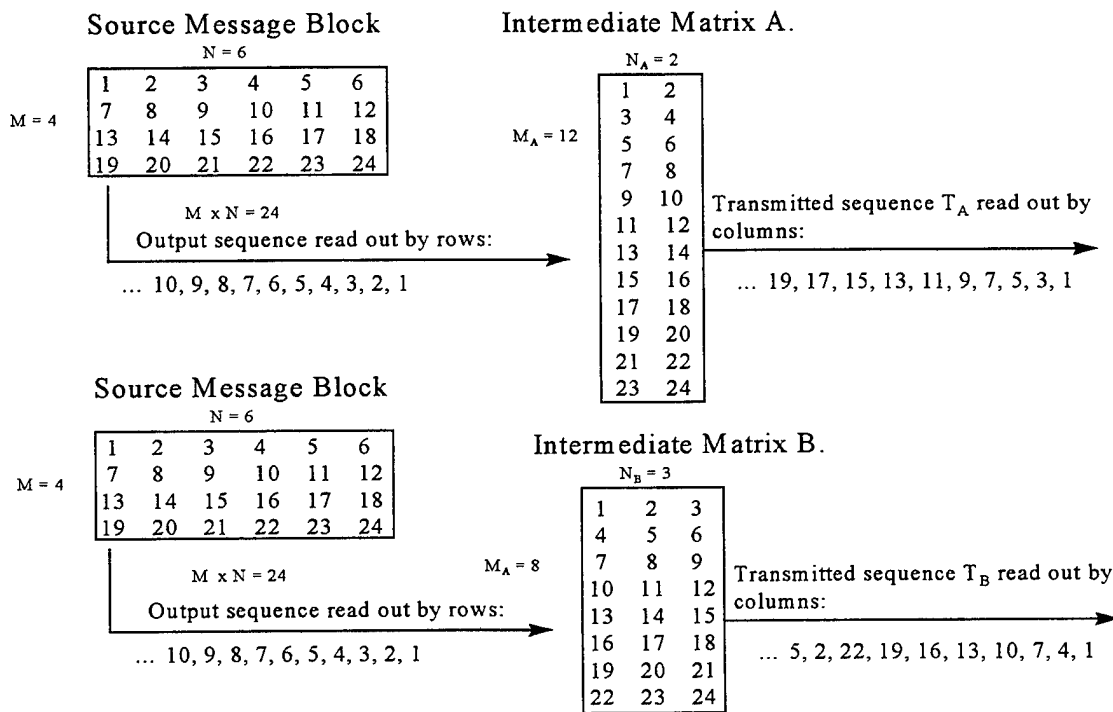 Source Message Block
N = 6
M = 4
1 2 3 4 5 6
7 8 9 10 11 12
13 14 15 16 17 18
19 20 21 22 23 24
M x N = 24
Output sequence read out by rows:
... 10, 9, 8, 7, 6, 5, 4, 3, 2, 1
Intermediate Matrix A.
N_A = 2
M_A = 12
1 2
3 4
5 6
7 8
9 10
11 12
13 14
15 16
17 18
19 20
21 22
23 24
Transmitted sequence T_A read out by
columns:
... 19, 17, 15, 13, 11, 9, 7, 5, 3, 1
Source Message Block
N = 6
M = 4
1 2 3 4 5 6
7 8 9 10 11 12
13 14 15 16 17 18
19 20 21 22 23 24
M x N = 24
Output sequence read out by rows:
... 10, 9, 8, 7, 6, 5, 4, 3, 2, 1
Intermediate Matrix B.
N_B = 3
M_A = 8
1 2 3
4 5 6
7 8 9
10 11 12
13 14 15
16 17 18
19 20 21
22 23 24
Transmitted sequence T_B read out by
columns:
... 5, 2, 22, 19, 16, 13, 10, 7, 4, 1